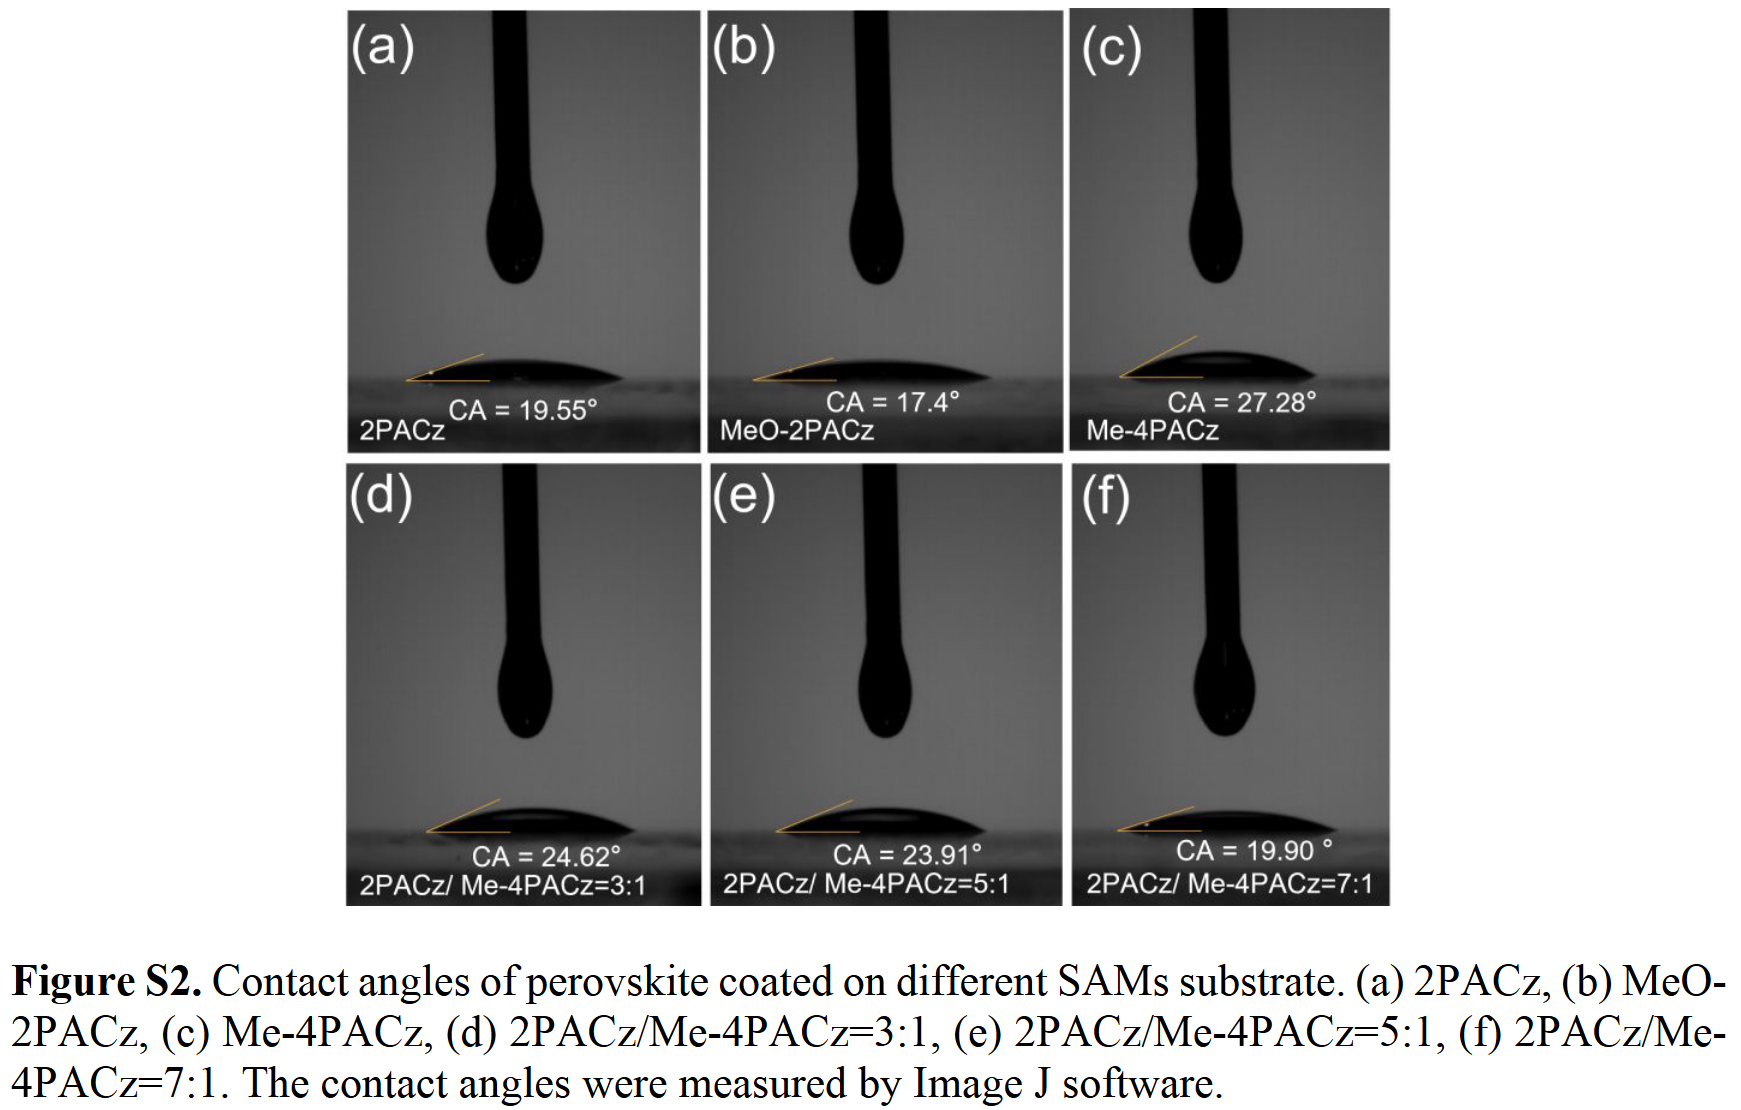 (a)
CA = 19.55°
2PACz
(b)
CA = 17.4°
MeO-2PACz
(c)
CA = 27.28°
Me-4PACz
(d)
CA = 24.62°
2PACz/ Me-4PACz=3:1
(e)
CA = 23.91°
2PACz/ Me-4PACz=5:1
(f)
CA = 19.90 °
2PACz/ Me-4PACz=7:1
Figure S2. Contact angles of perovskite coated on different SAMs substrate. (a) 2PACz, (b) MeO-
2PACz, (c) Me-4PACz, (d) 2PACz/Me-4PACz=3:1, (e) 2PACz/Me-4PACz=5:1, (f) 2PACz/Me-
4PACz=7:1. The contact angles were measured by Image J software.